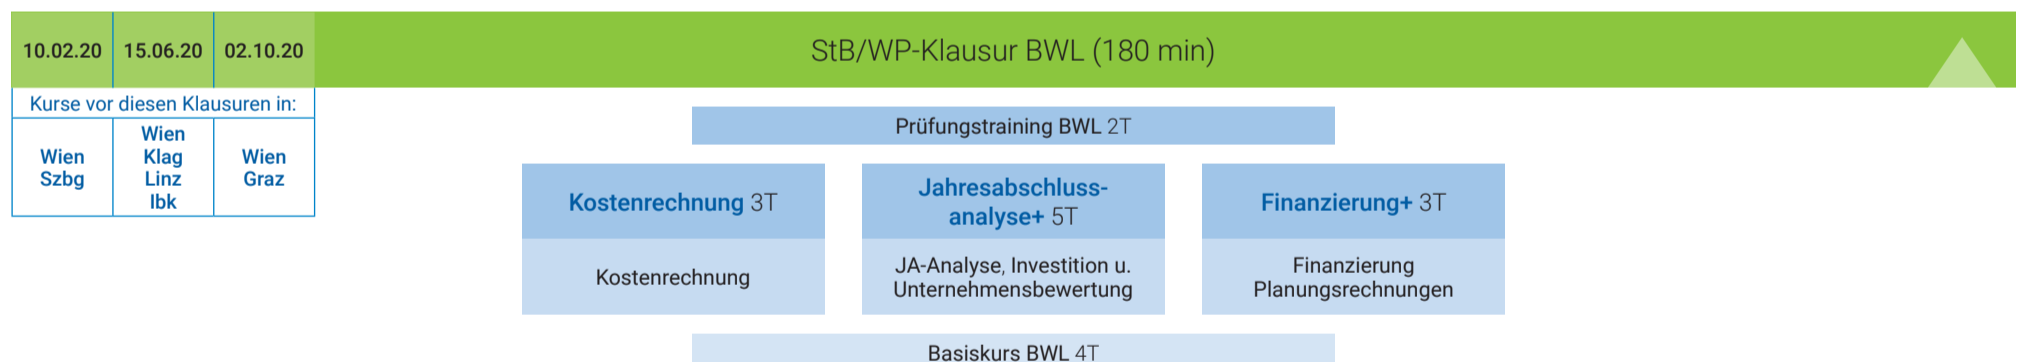 10.02.20 15.06.20 02.10.20 StB/WP-Klausur BWL (180 min)
Kurse vor diesen Klausuren in:
Wien
Szbg
Wien
Klag
Linz
Ibk
Wien
Graz
Prüfungstraining BWL 2T
Kostenrechnung 3T
Kostenrechnung
Jahresabschluss-
analyse+ 5T
JA-Analyse, Investition u.
Unternehmensbewertung
Finanzierung+ 3T
Finanzierung
Planungsrechnungen
Basiskurs BWL 4T